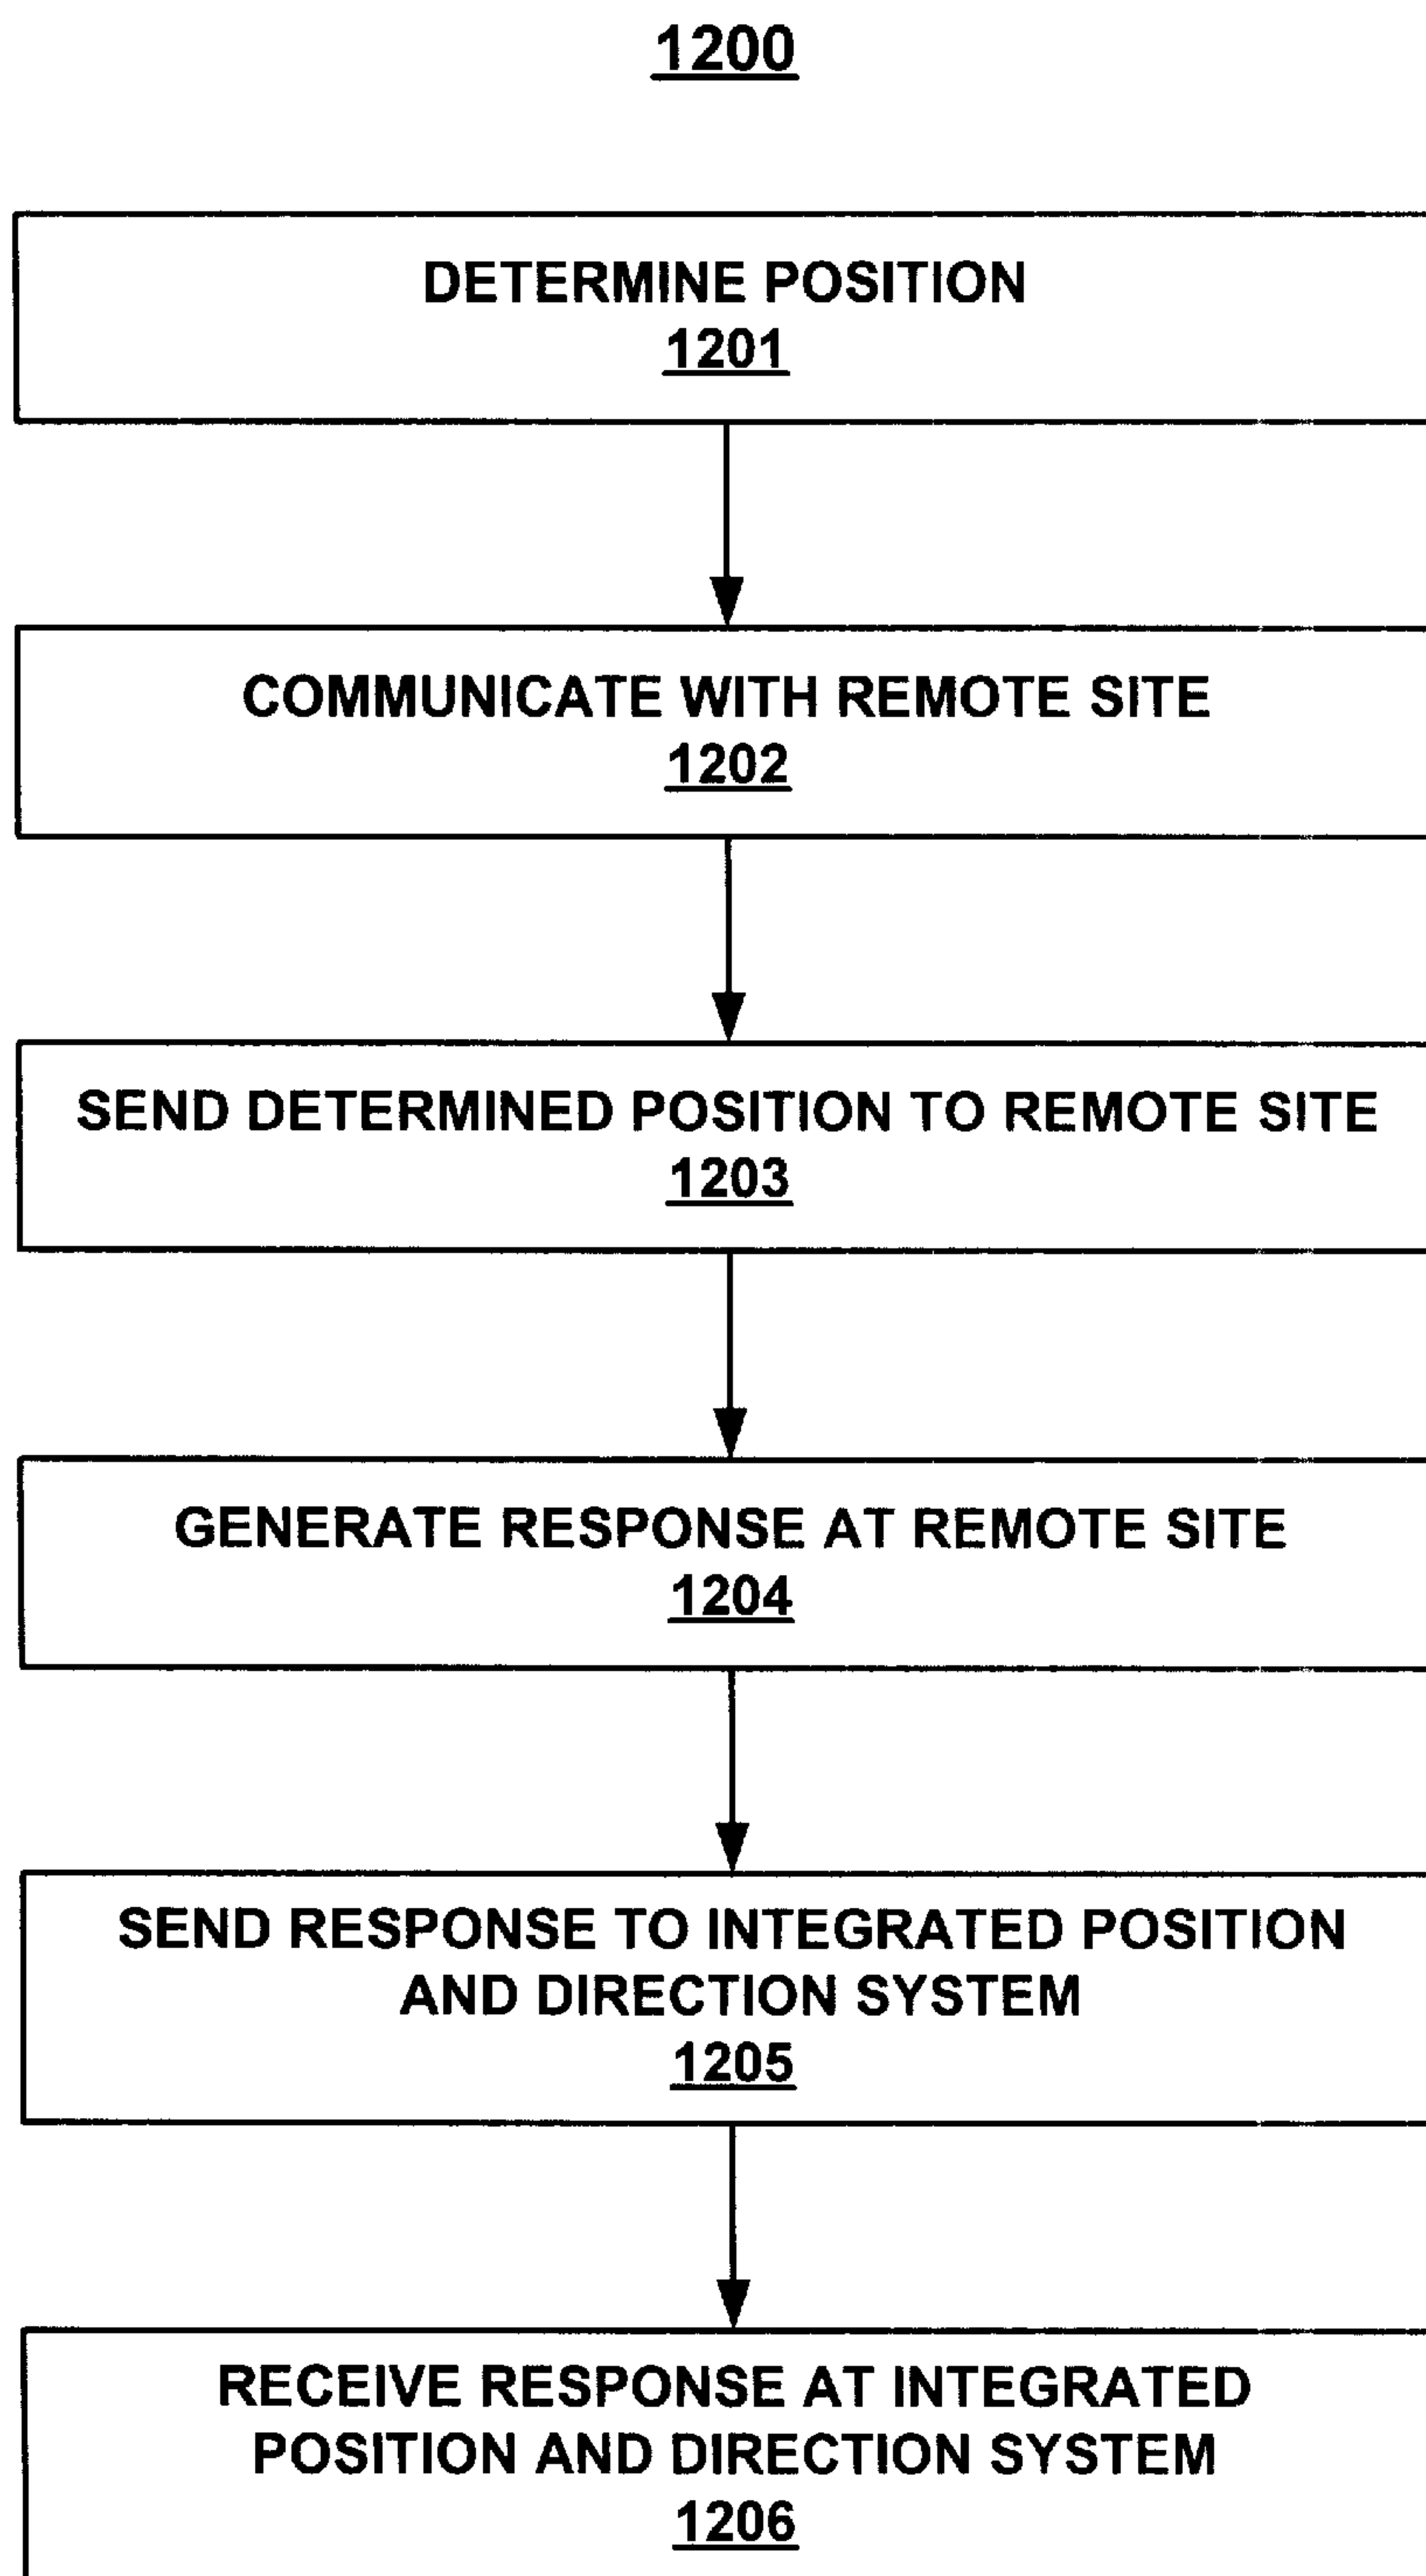 1200
DETERMINE POSITION
1201
COMMUNICATE WITH REMOTE SITE
1202
SEND DETERMINED POSITION TO REMOTE SITE
1203
GENERATE RESPONSE AT REMOTE SITE
1204
SEND RESPONSE TO INTEGRATED POSITION
AND DIRECTION SYSTEM
1205
RECEIVE RESPONSE AT INTEGRATED
POSITION AND DIRECTION SYSTEM
1206